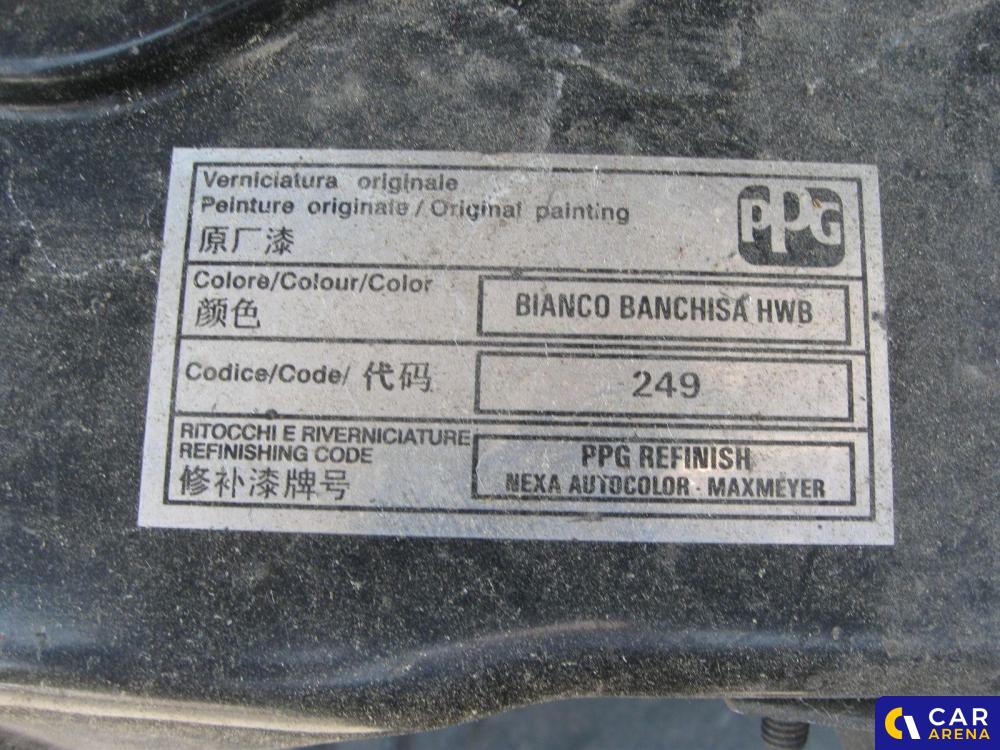 Verniciatura originale
Peinture originale / Original painting
原厂漆
PPG
Colore/Colour/Color
颜色
BIANCO BANCHISA HWB
Codice/Code/ 代码
249
RITOCCHI E RIVERNICIATURE
REFINISHING CODE
修补漆牌号
PPG REFINISH
NEXA AUTOCOLOR - MAXMEYER
CAR
ARENA